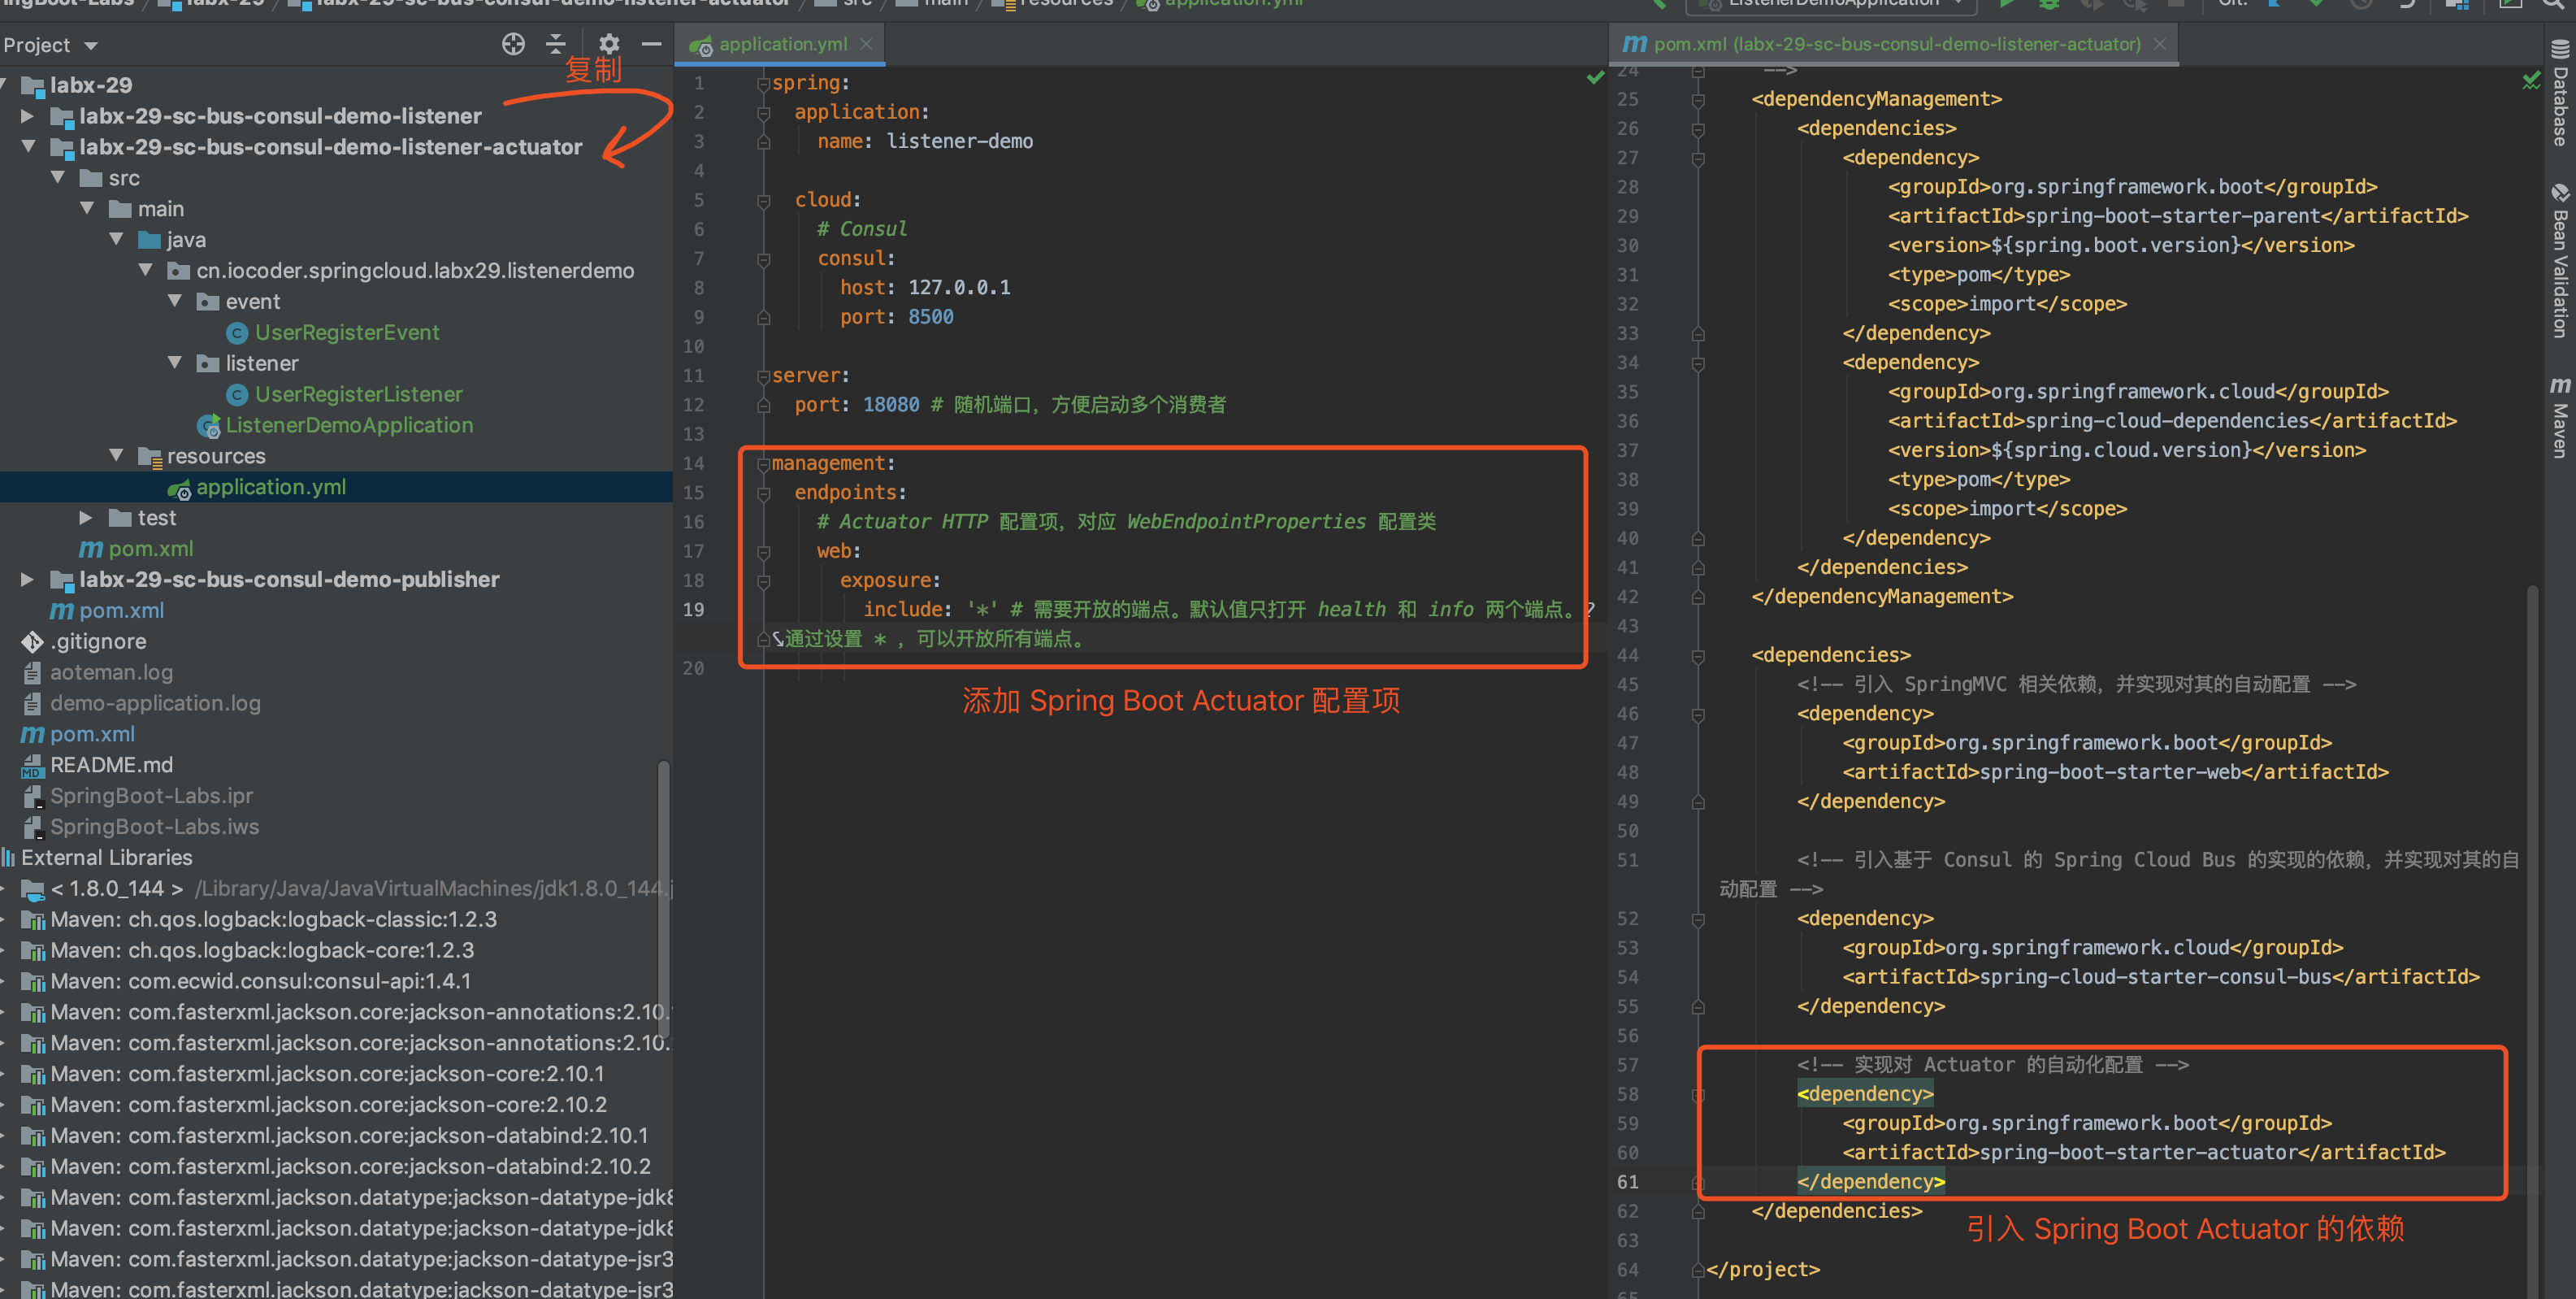 ingBoot-Labs / labx-29 / labx-29-sc-bus-consul-demo-listener-actuator / src / main / resources / application.yml
ListenerDemoApplication
Git:
Project
复制
labx-29
labx-29-sc-bus-consul-demo-listener
labx-29-sc-bus-consul-demo-listener-actuator
src
main
java
cn.iocoder.springcloud.labx29.listenerdemo
event
UserRegisterEvent
listener
UserRegisterListener
ListenerDemoApplication
resources
application.yml
test
pom.xml
labx-29-sc-bus-consul-demo-publisher
pom.xml
.gitignore
aoteman.log
demo-application.log
pom.xml
README.md
SpringBoot-Labs.ipr
SpringBoot-Labs.iws
External Libraries
< 1.8.0_144 > /Library/Java/JavaVirtualMachines/jdk1.8.0_144.j
Maven: ch.qos.logback:logback-classic:1.2.3
Maven: ch.qos.logback:logback-core:1.2.3
Maven: com.ecwid.consul:consul-api:1.4.1
Maven: com.fasterxml.jackson.core:jackson-annotations:2.10.
Maven: com.fasterxml.jackson.core:jackson-annotations:2.10.
Maven: com.fasterxml.jackson.core:jackson-core:2.10.1
Maven: com.fasterxml.jackson.core:jackson-core:2.10.2
Maven: com.fasterxml.jackson.core:jackson-databind:2.10.1
Maven: com.fasterxml.jackson.core:jackson-databind:2.10.2
Maven: com.fasterxml.jackson.datatype:jackson-datatype-jdk8
Maven: com.fasterxml.jackson.datatype:jackson-datatype-jdk8
Maven: com.fasterxml.jackson.datatype:jackson-datatype-jsr3
Maven: com.fasterxml.jackson.datatype:jackson-datatype-jsr3
application.yml
1 spring:
2 application:
3 name: listener-demo
4
5 cloud:
6 # Consul
7 consul:
8 host: 127.0.0.1
9 port: 8500
10
11 server:
12 port: 18080 # 随机端口，方便启动多个消费者
13
14 management:
15 endpoints:
16 # Actuator HTTP 配置项，对应 WebEndpointProperties 配置类
17 web:
18 exposure:
19 include: '*' # 需要开放的端点。默认值只打开 health 和 info 两个端点。
通过设置 * ，可以开放所有端点。
20
添加 Spring Boot Actuator 配置项
pom.xml (labx-29-sc-bus-consul-demo-listener-actuator)
24 -->
25 <dependencyManagement>
26 <dependencies>
27 <dependency>
28 <groupId>org.springframework.boot</groupId>
29 <artifactId>spring-boot-starter-parent</artifactId>
30 <version>${spring.boot.version}</version>
31 <type>pom</type>
32 <scope>import</scope>
33 </dependency>
34 <dependency>
35 <groupId>org.springframework.cloud</groupId>
36 <artifactId>spring-cloud-dependencies</artifactId>
37 <version>${spring.cloud.version}</version>
38 <type>pom</type>
39 <scope>import</scope>
40 </dependency>
41 </dependencies>
42 </dependencyManagement>
43
44 <dependencies>
45 <!-- 引入 SpringMVC 相关依赖，并实现对其的自动配置 -->
46 <dependency>
47 <groupId>org.springframework.boot</groupId>
48 <artifactId>spring-boot-starter-web</artifactId>
49 </dependency>
50
51 <!-- 引入基于 Consul 的 Spring Cloud Bus 的实现的依赖，并实现对其的自
动配置 -->
52 <dependency>
53 <groupId>org.springframework.cloud</groupId>
54 <artifactId>spring-cloud-starter-consul-bus</artifactId>
55 </dependency>
56
57 <!-- 实现对 Actuator 的自动化配置 -->
58 <dependency>
59 <groupId>org.springframework.boot</groupId>
60 <artifactId>spring-boot-starter-actuator</artifactId>
61 </dependency>
62 </dependencies>
引入 Spring Boot Actuator 的依赖
63
64 </project>
65
Database
Bean Validation
Maven